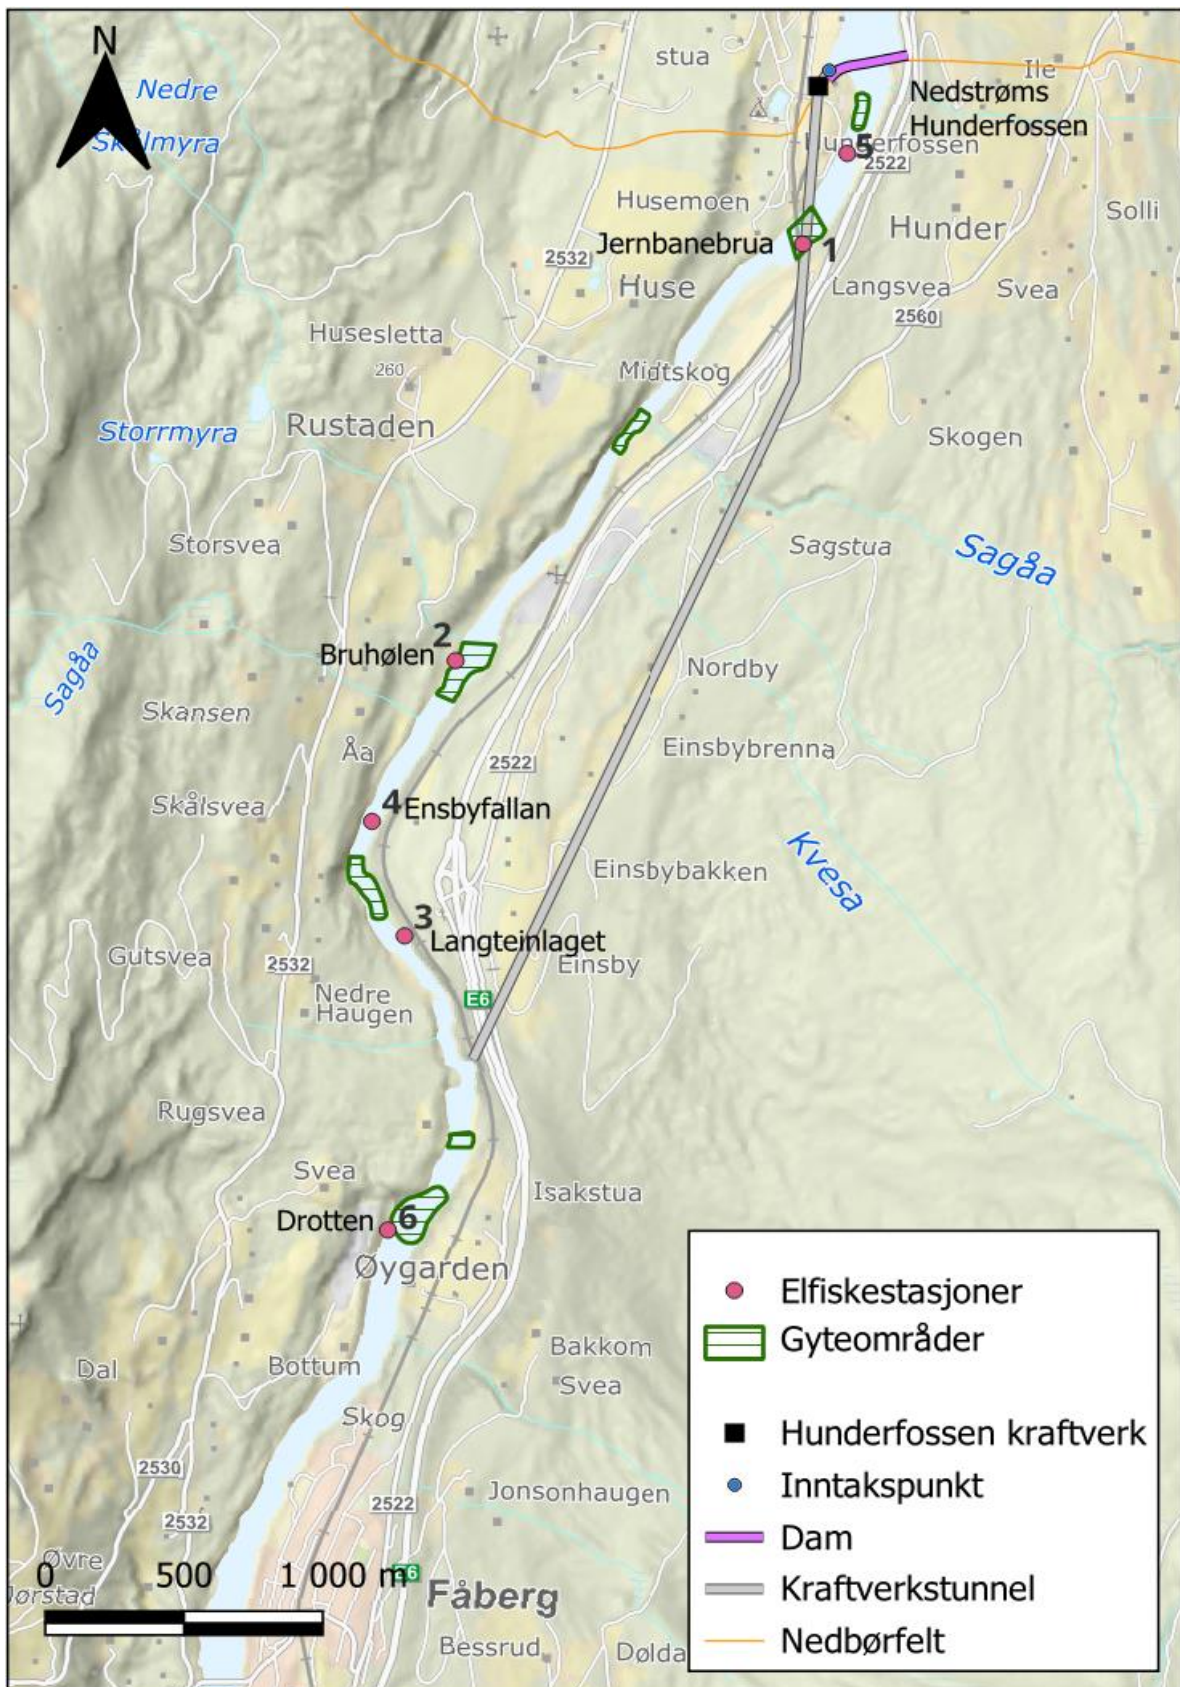 N
stua
Ile
Nedre
Skålmyra
Nedstrøms
Hunderfossen
Hunderfossen
5
2522
Husemoen
Solli
Hunder
Jernbanebrua
1
2532
Huse
Langsvea
Svea
2560
Husesletta
260
Midtskog
Storrmyra
Rustaden
Skogen
Storsvea
Sagstua
Sagåa
2
Bruhølen
Sagåa
Nordby
Skansen
Åa
2522
Einsbybrenna
Skålsvea
4
Ensbyfallan
Kvesa
Einsbybakken
3
Langteinlaget
Gutsvea
2532
Einsby
Nedre
Haugen
E6
Rugsvea
Svea
Isakstua
Drotten
6
Øygarden
Bakkom
Dal
Bottum
Svea
Skog
2530
Jonsonhaugen
2522
2532
Øvre
Jørstad
0 500 1 000 m
E6
Fåberg
Bessrud
Dølda
Elfiskestasjoner
Gyteområder
Hunderfossen kraftverk
Inntakspunkt
Dam
Kraftverkstunnel
Nedbørfelt